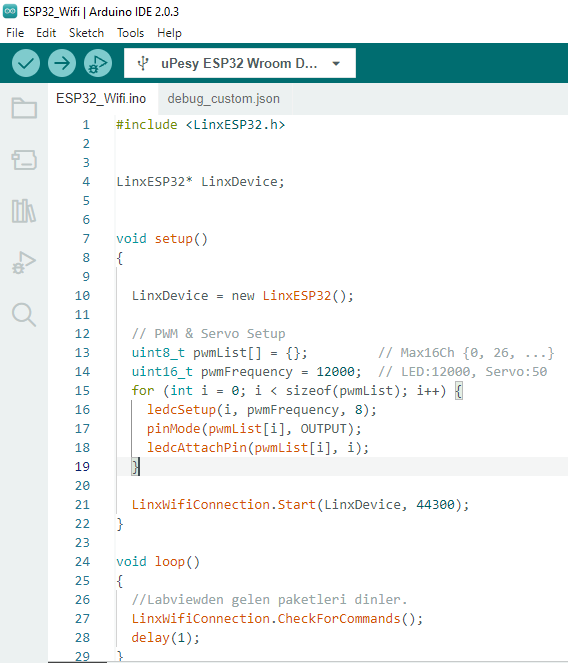 ESP32_Wifi | Arduino IDE 2.0.3
File Edit Sketch Tools Help
uPesy ESP32 Wroom D...
ESP32_Wifi.ino debug_custom.json
1 #include <LinxESP32.h>
2
3
4 LinxESP32* LinxDevice;
5
6
7 void setup()
8 {
9
10 LinxDevice = new LinxESP32();
11
12 // PWM & Servo Setup
13 uint8_t pwmList[] = {}; // Max16Ch {0, 26, ...}
14 uint16_t pwmFrequency = 12000; // LED:12000, Servo:50
15 for (int i = 0; i < sizeof(pwmList); i++) {
16 ledcSetup(i, pwmFrequency, 8);
17 pinMode(pwmList[i], OUTPUT);
18 ledcAttachPin(pwmList[i], i);
19 }
20
21 LinxWifiConnection.Start(LinxDevice, 44300);
22 }
23
24 void loop()
25 {
26 //Labviewden gelen paketleri dinler.
27 LinxWifiConnection.CheckForCommands();
28 delay(1);
29 }